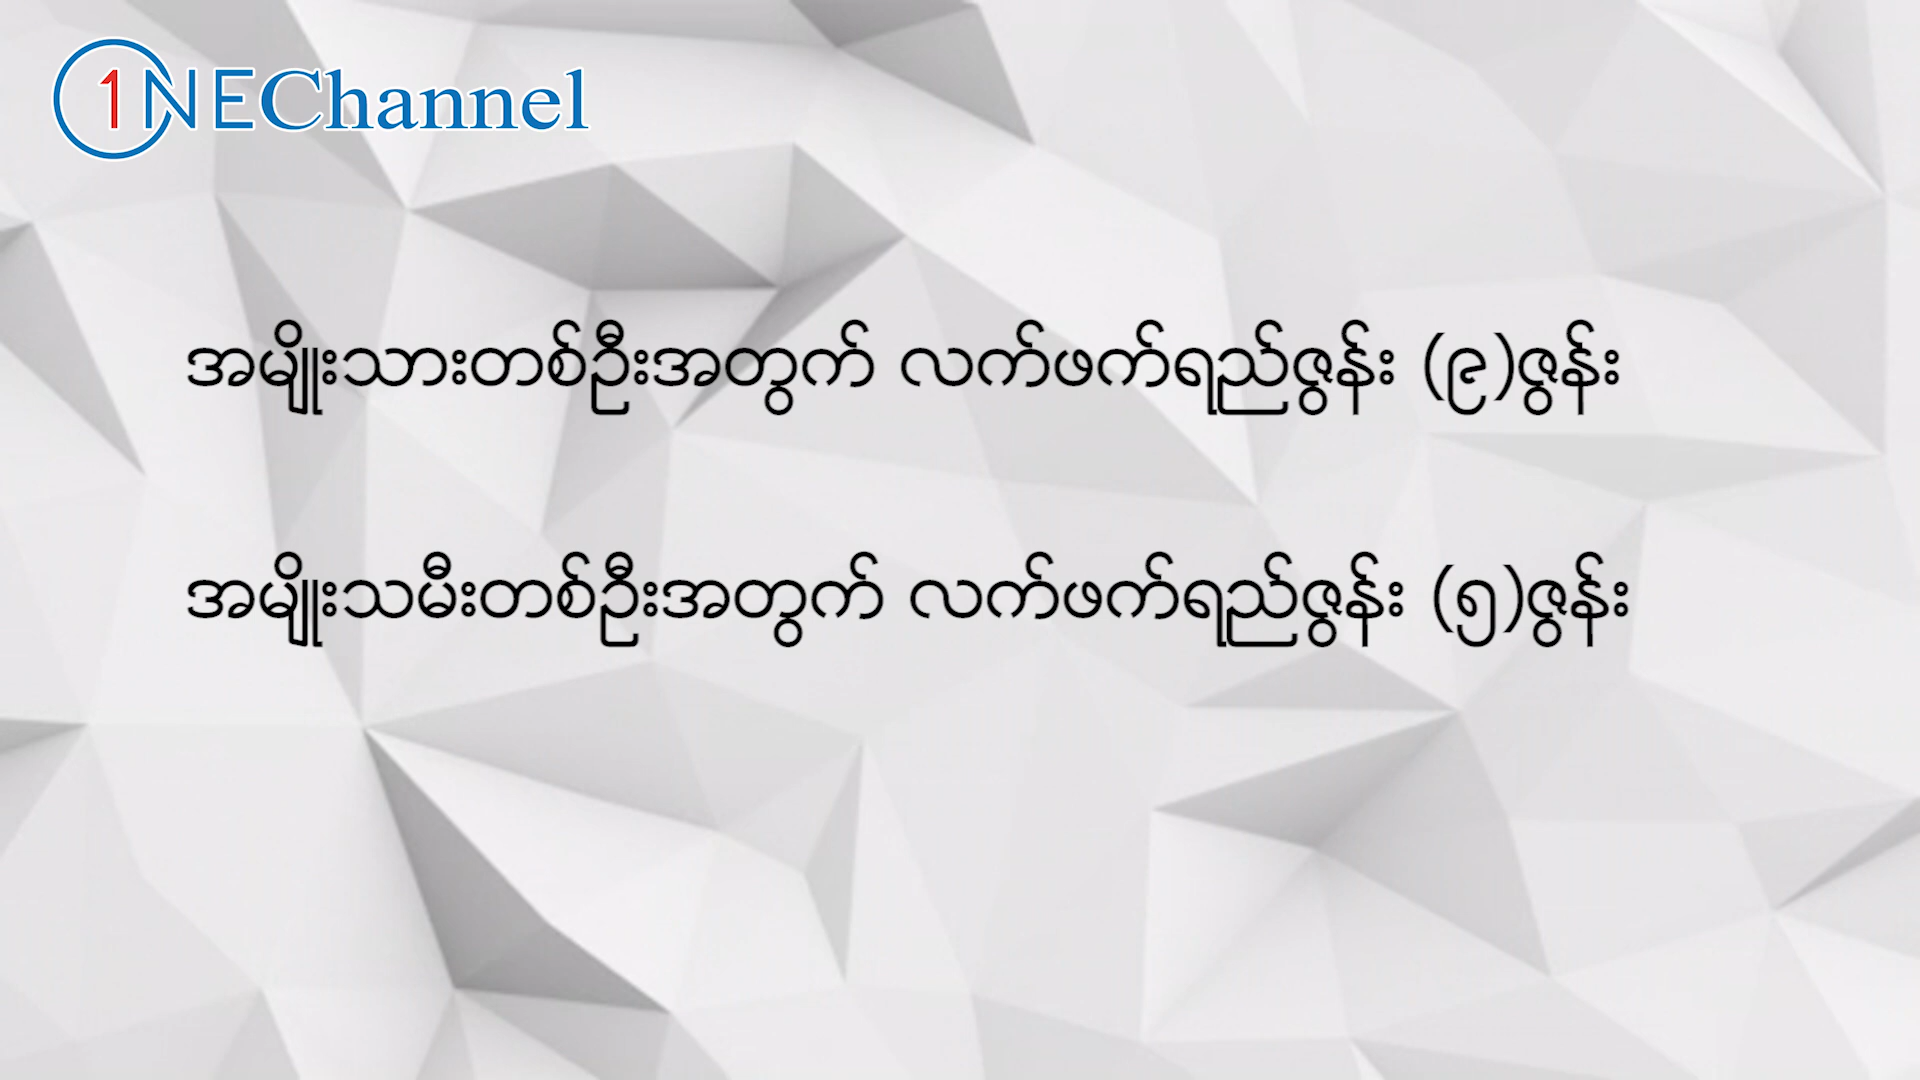 1NEChannel
အမျိုးသားတစ်ဦးအတွက် လက်ဖက်ရည်ဇွန်း (၉)ဇွန်း
အမျိုးသမီးတစ်ဦးအတွက် လက်ဖက်ရည်ဇွန်း (၅)ဇွန်း